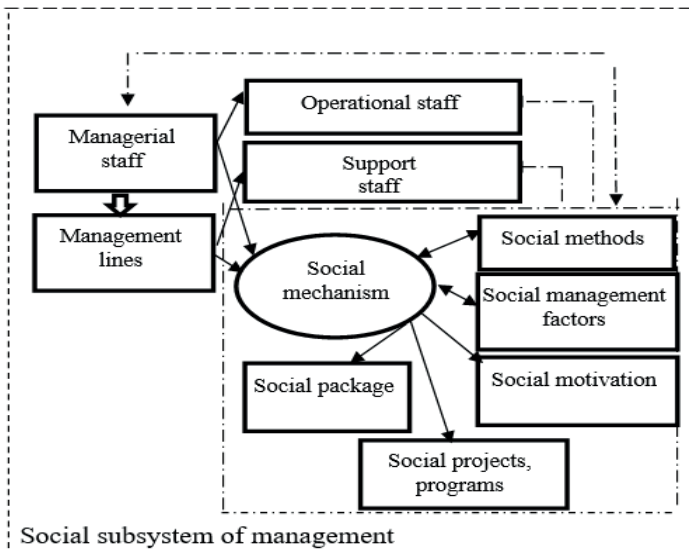 Operational staff
Managerial
staff
Support
staff
Management
lines
Social methods
Social
mechanism
Social management
factors
Social package
Social motivation
Social projects,
programs
Social subsystem of management